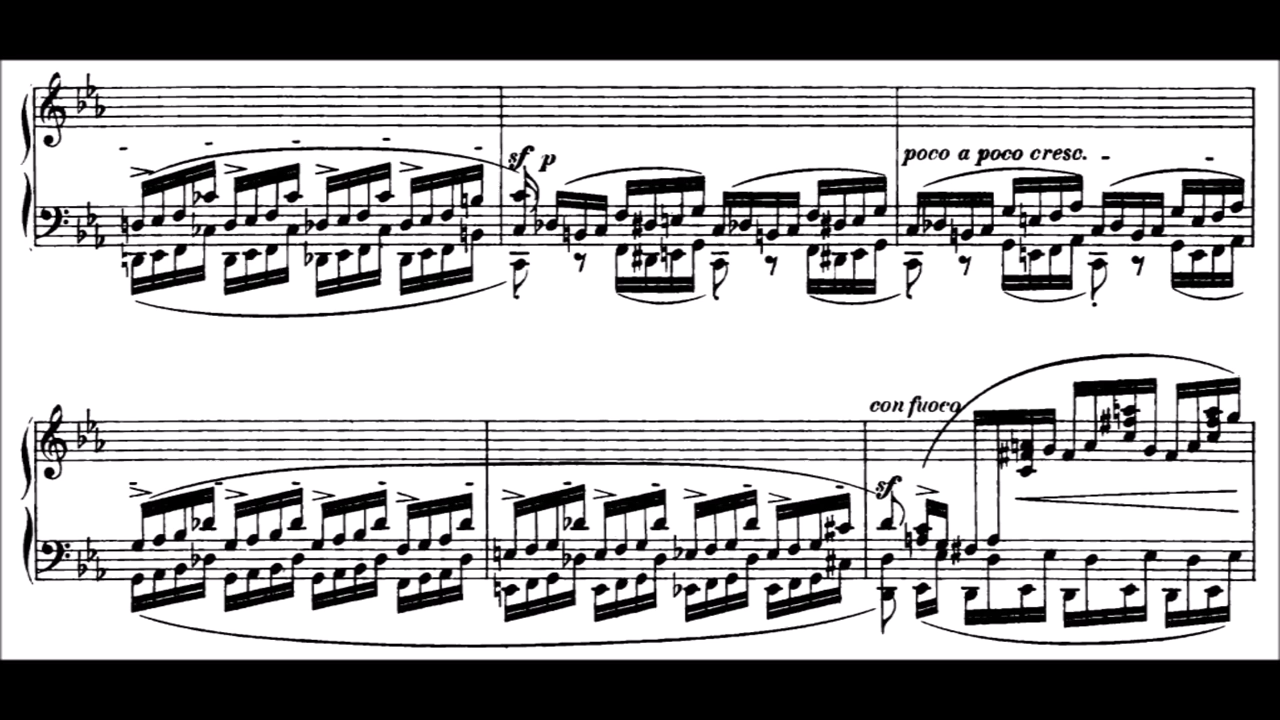 sf p
poco a poco cresc. - -
con fuoco
sf